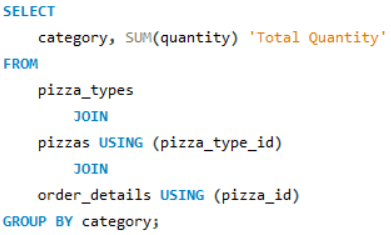 SELECT
category, SUM(quantity) 'Total Quantity'
FROM
pizza_types
JOIN
pizzas USING (pizza_type_id)
JOIN
order_details USING (pizza_id)
GROUP BY category;